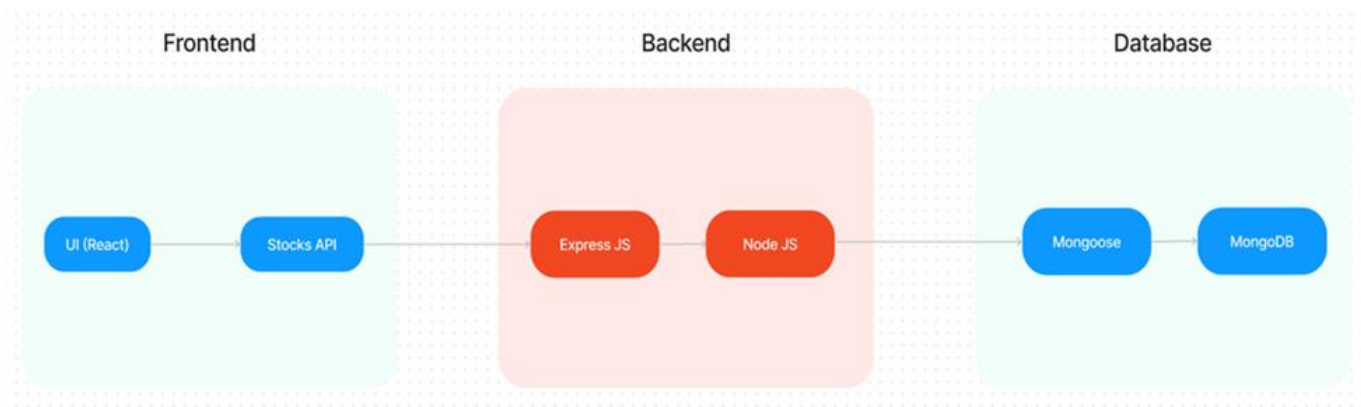 Frontend
Backend
Database
UI (React)
Stocks API
Express JS
Node JS
Mongoose
MongoDB